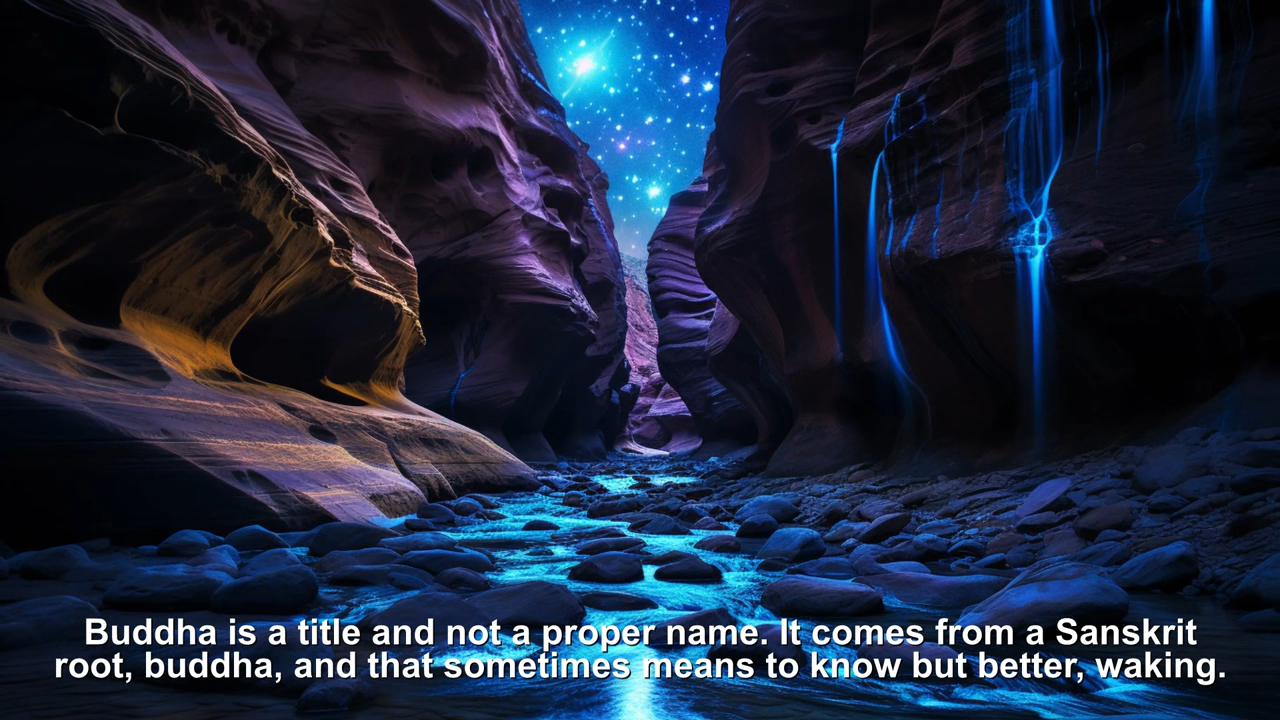 Buddha is a title and not a proper name. It comes from a Sanskrit
root, buddha, and that sometimes means to know but better, waking.